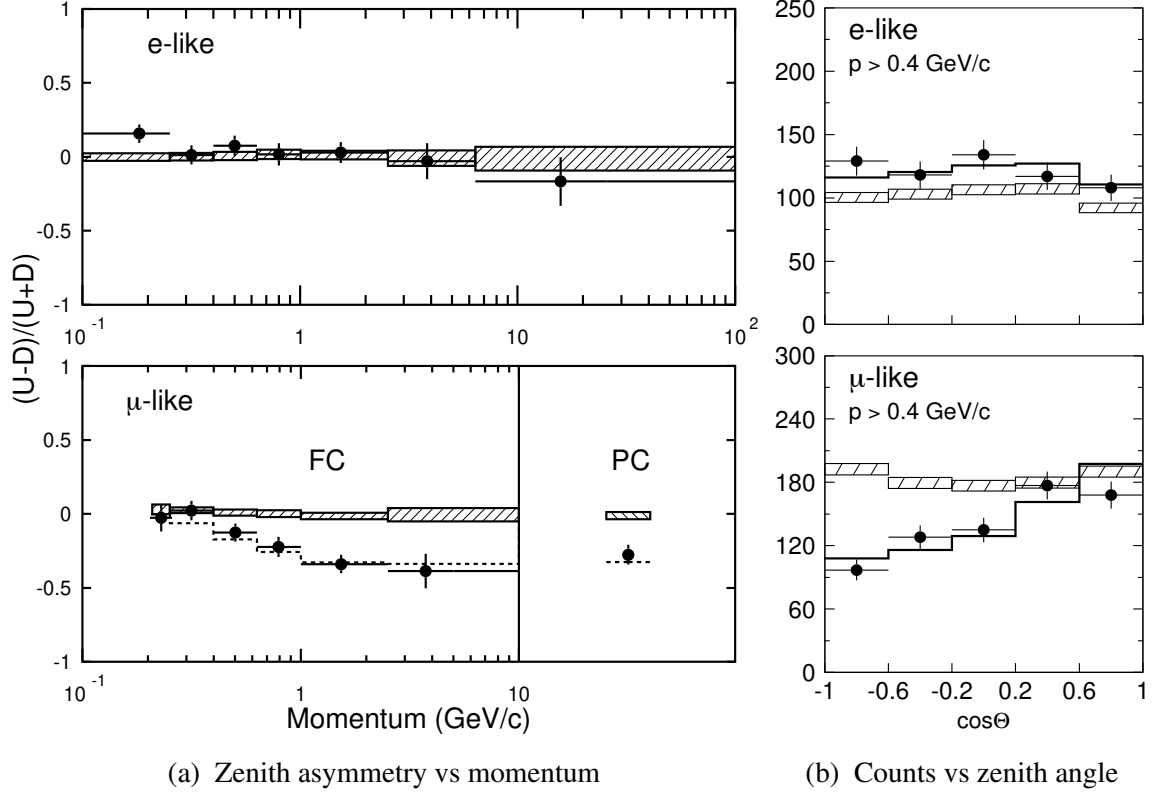 (U-D)/(U+D)
1
0.5
0
-0.5
-1
e-like
10^-1 1 10 10^2
1
0.5
0
-0.5
-1
μ-like
FC PC
10^-1 1 10
Momentum (GeV/c)
(a) Zenith asymmetry vs momentum
250
200
150
100
50
0
e-like
p > 0.4 GeV/c
300
240
180
120
60
0
μ-like
p > 0.4 GeV/c
-1 -0.6 -0.2 0.2 0.6 1
cosΘ
(b) Counts vs zenith angle